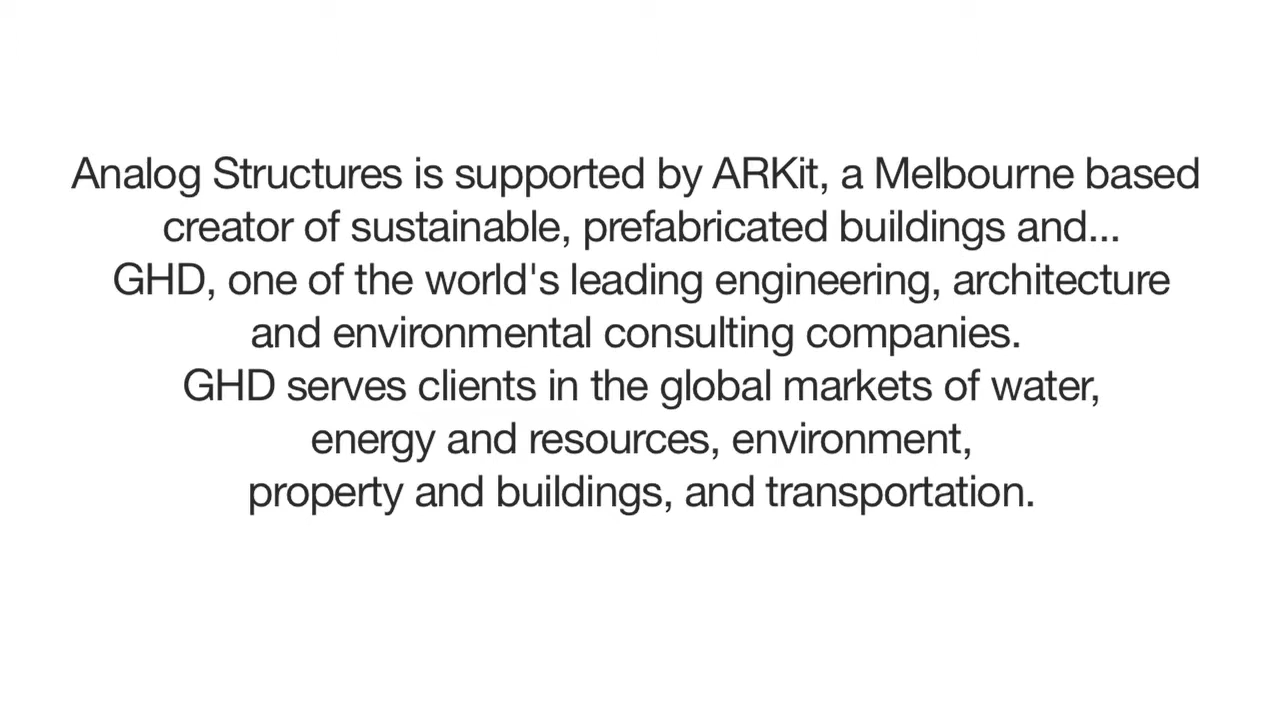 Analog Structures is supported by ARKit, a Melbourne based
creator of sustainable, prefabricated buildings and...
GHD, one of the world's leading engineering, architecture
and environmental consulting companies.
GHD serves clients in the global markets of water,
energy and resources, environment,
property and buildings, and transportation.